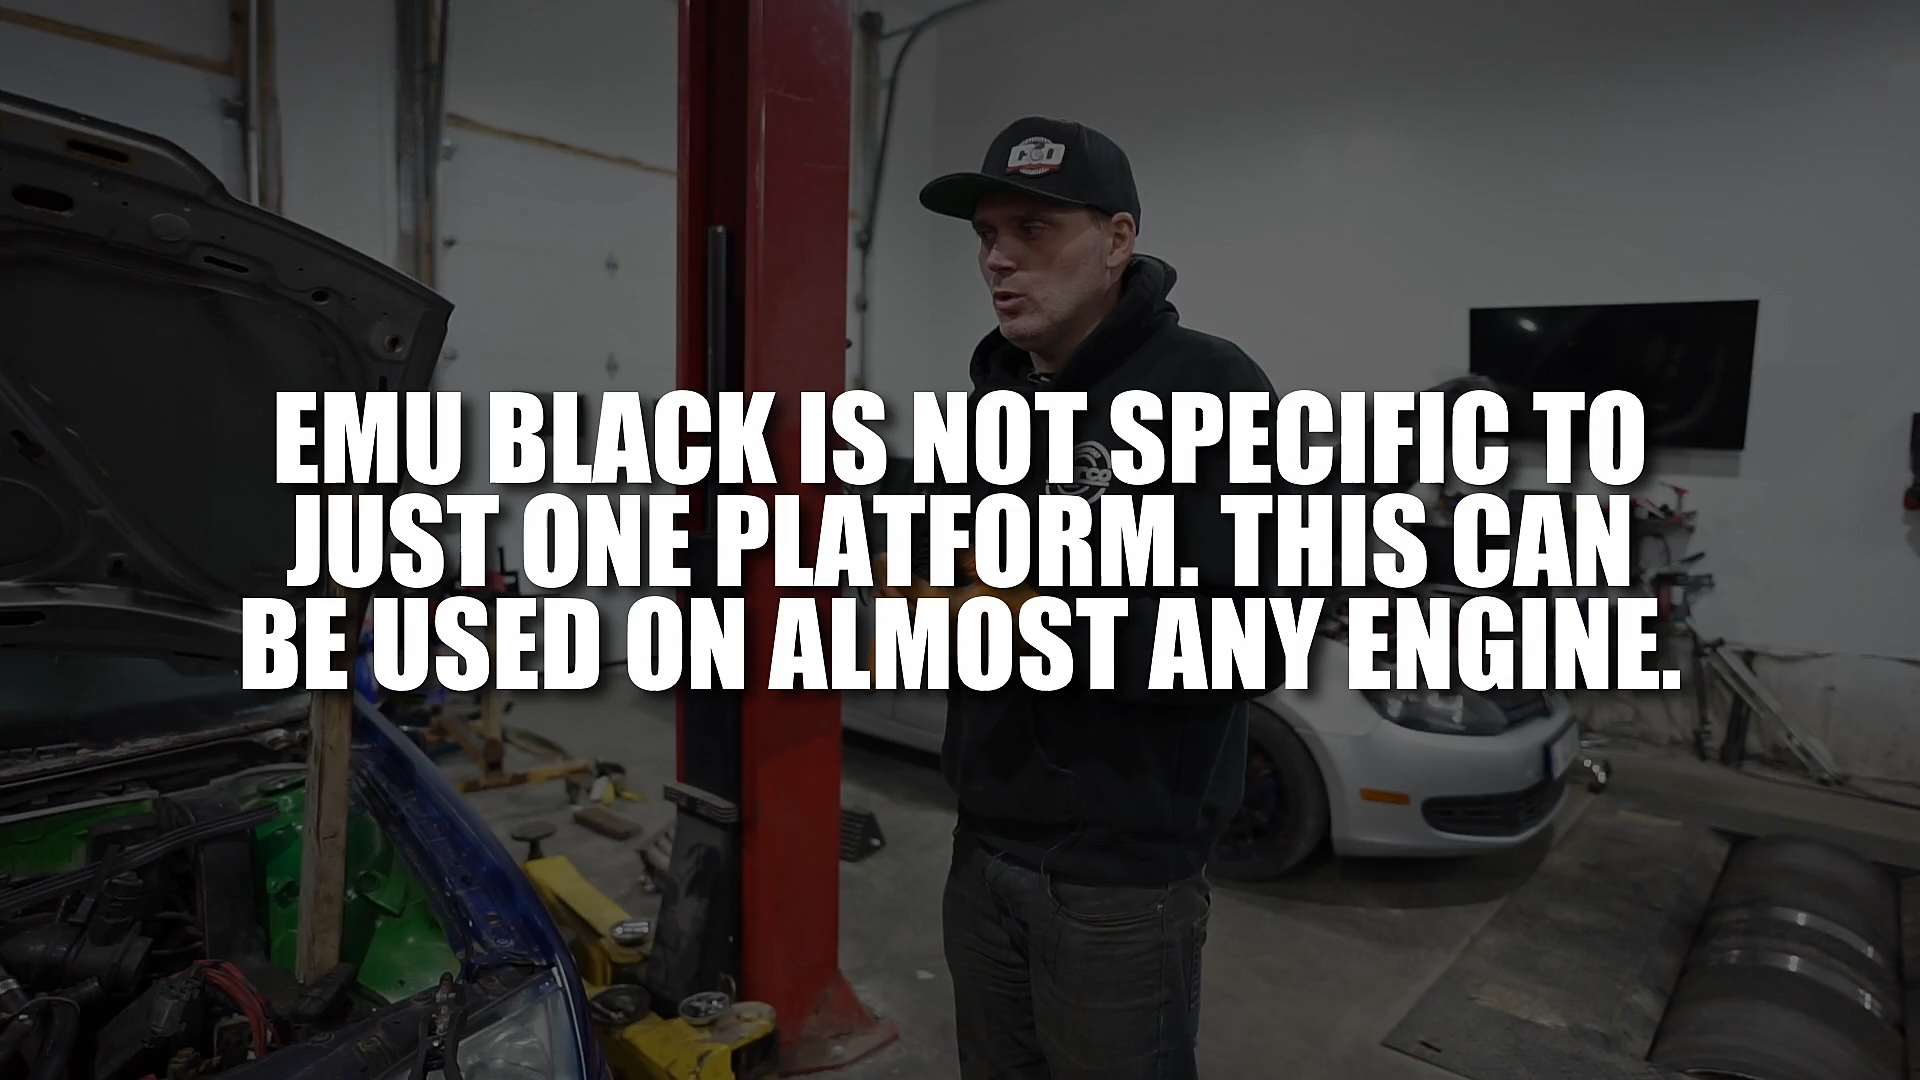 EMU BLACK IS NOT SPECIFIC TO
JUST ONE PLATFORM. THIS CAN
BE USED ON ALMOST ANY ENGINE.